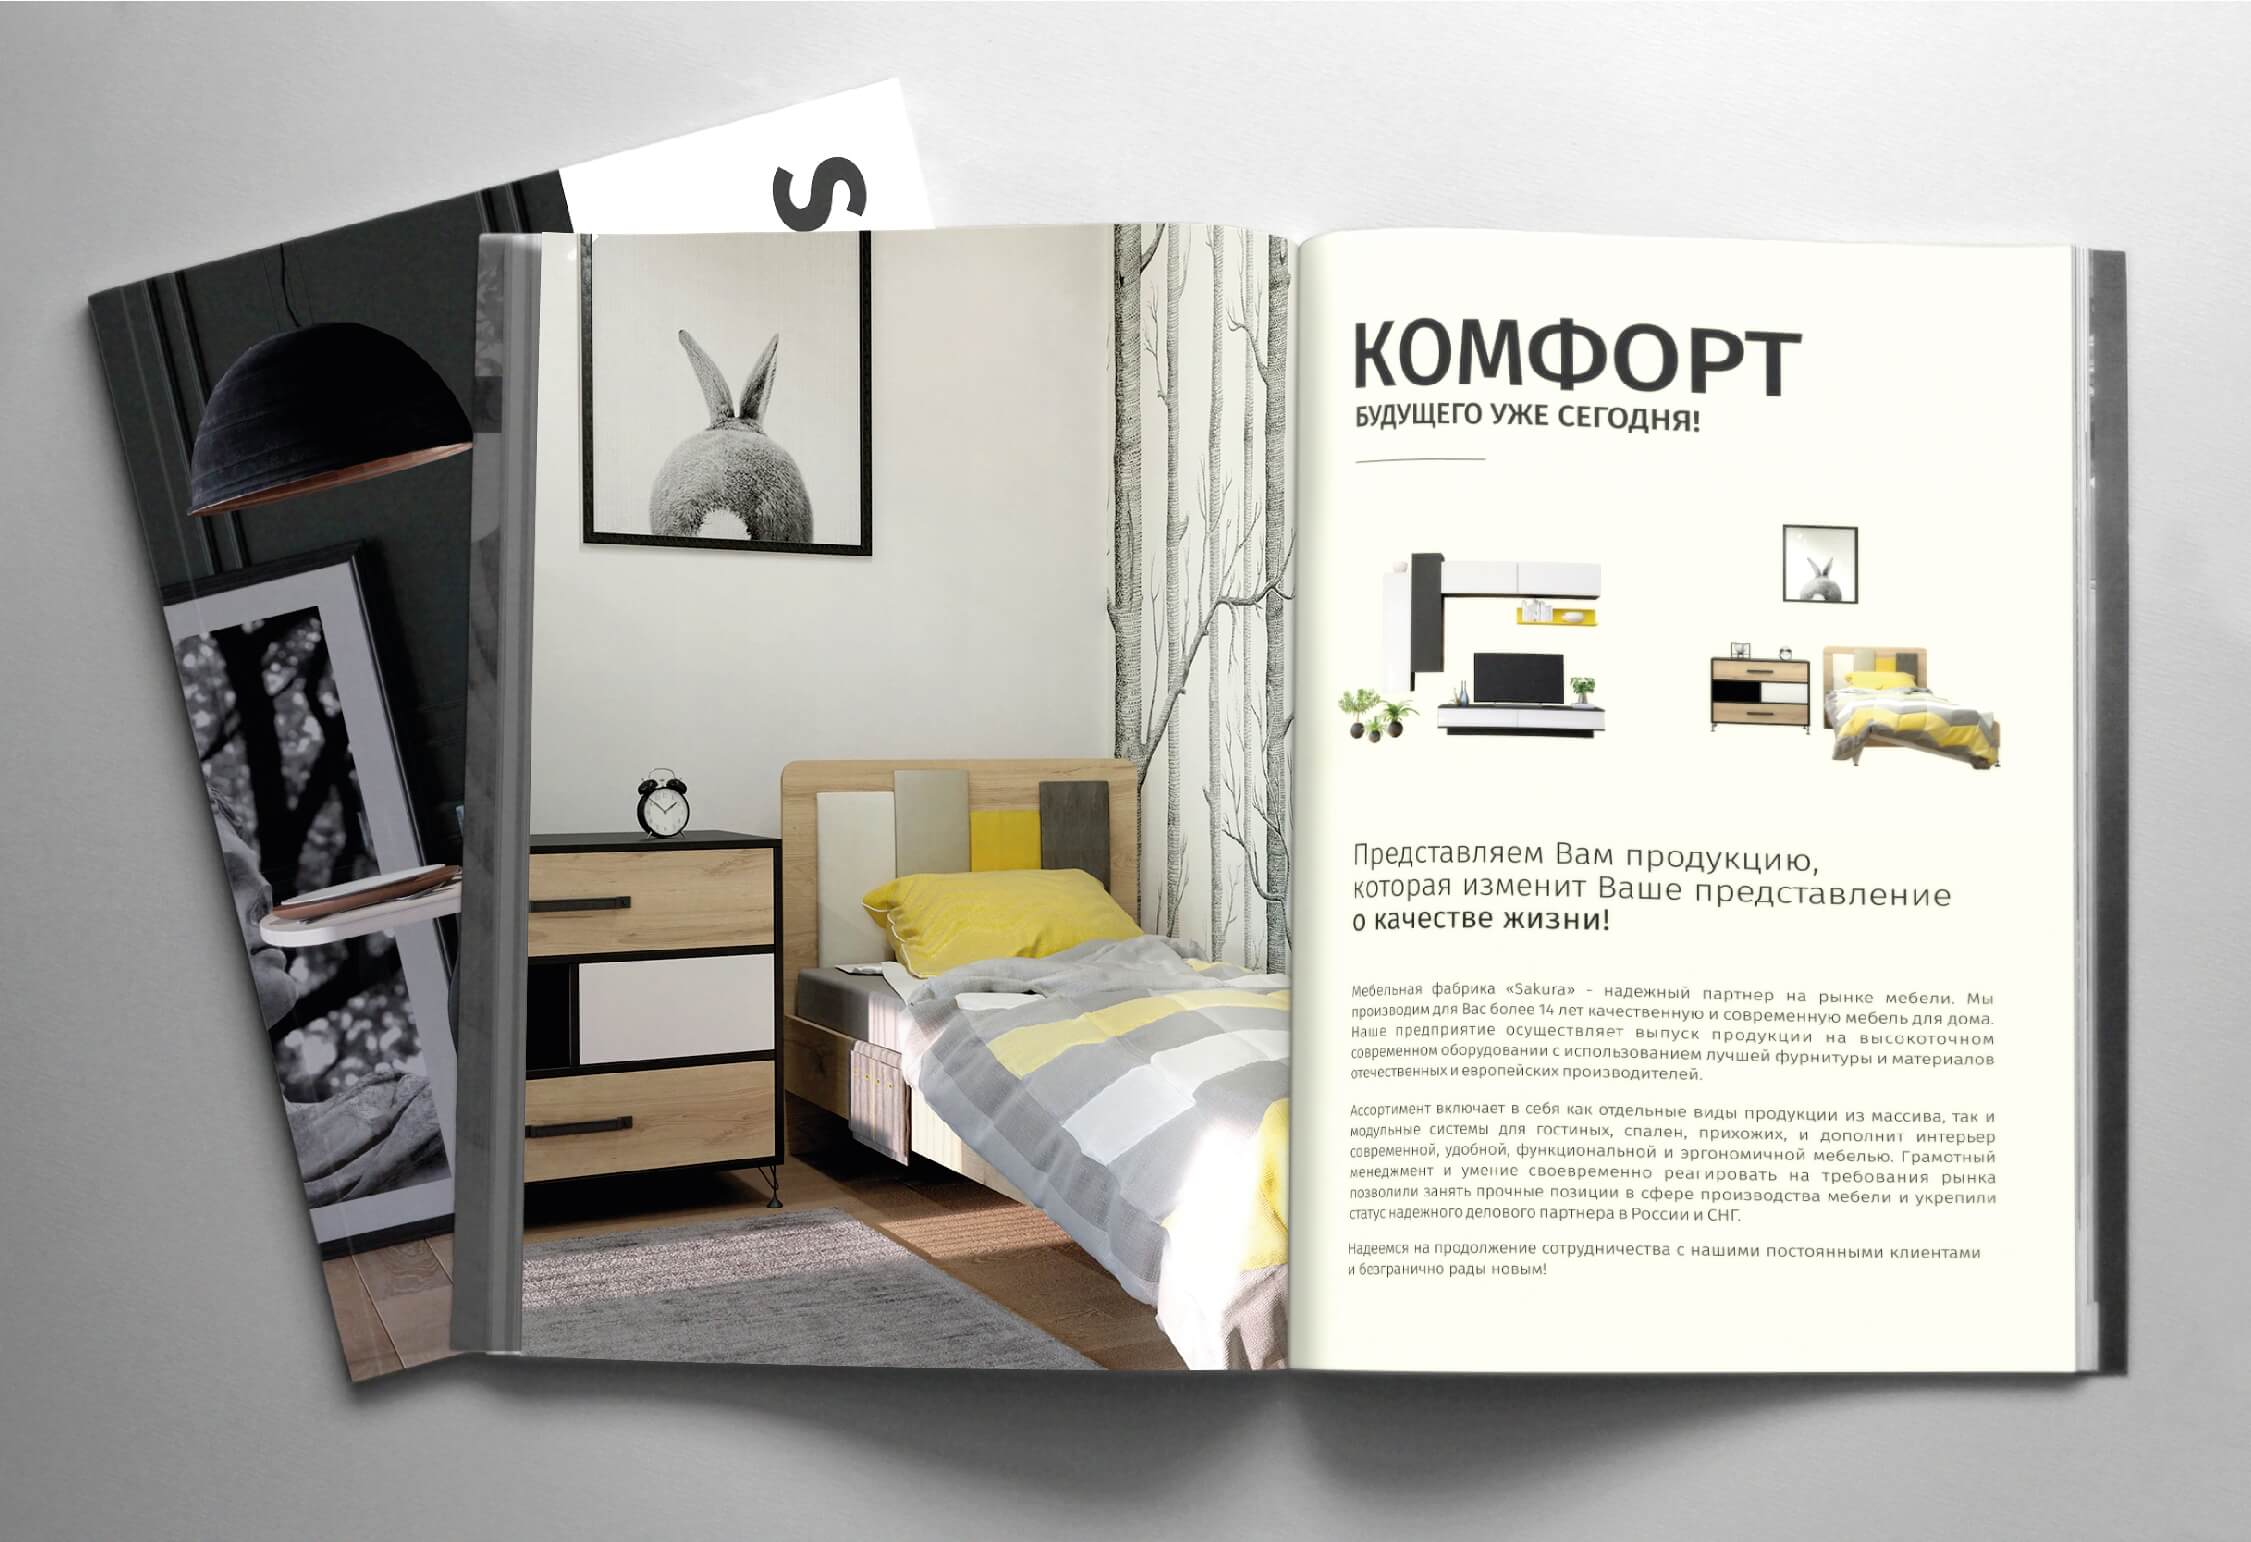 S
КОМФОРТ
БУДУЩЕГО УЖЕ СЕГОДНЯ!
Представляем Вам продукцию,
которая изменит Ваше представление
о качестве жизни!
Мебельная фабрика «Sakura» - надежный партнер на рынке мебели. Мы
производим для Вас более 14 лет качественную и современную мебель для дома.
Наше предприятие осуществляет выпуск продукции на высокоточном
современном оборудовании с использованием лучшей фурнитуры и материалов
отечественных и европейских производителей.
Ассортимент включает в себя как отдельные виды продукции из массива, так и
модульные системы для гостиных, спален, прихожих, и дополнит интерьер
современной, удобной, функциональной и эргономичной мебелью. Грамотный
менеджмент и умение своевременно реагировать на требования рынка
позволили занять прочные позиции в сфере производства мебели и укрепили
статус надежного делового партнера в России и СНГ.
Надеемся на продолжение сотрудничества с нашими постоянными клиентами
и безгранично рады новым!